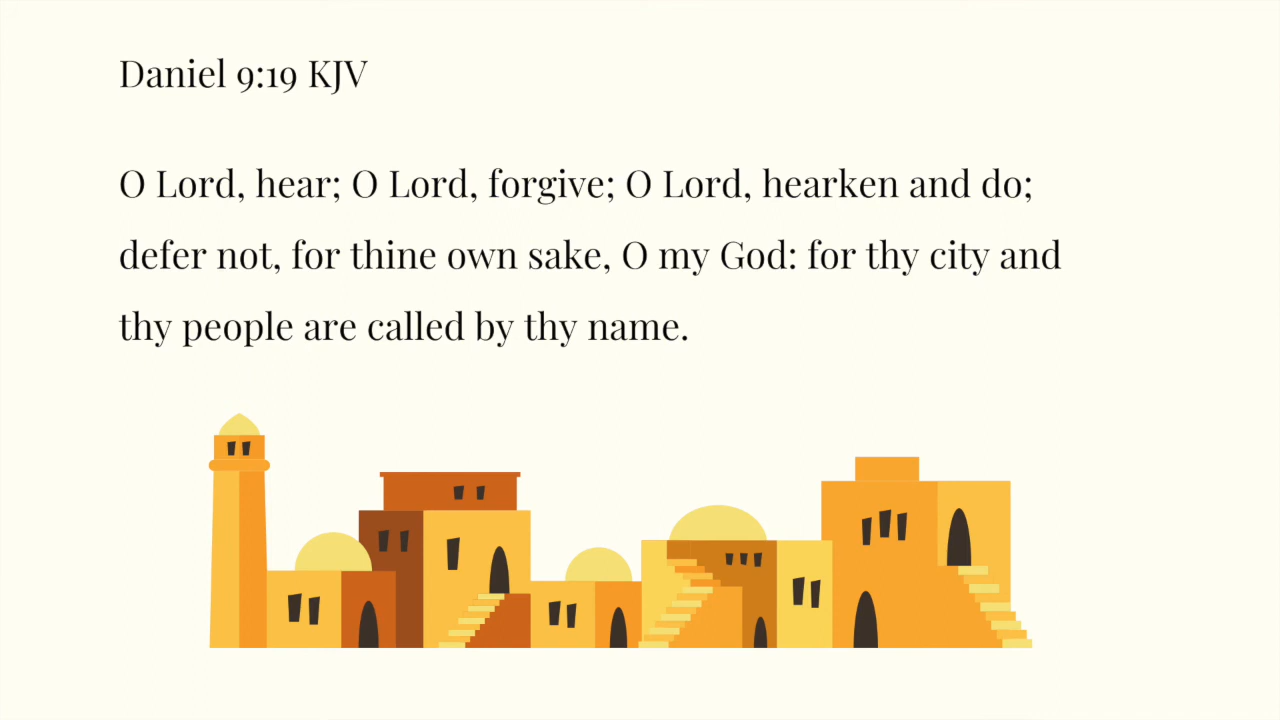 Daniel 9:19 KJV
O Lord, hear; O Lord, forgive; O Lord, hearken and do;
defer not, for thine own sake, O my God: for thy city and
thy people are called by thy name.